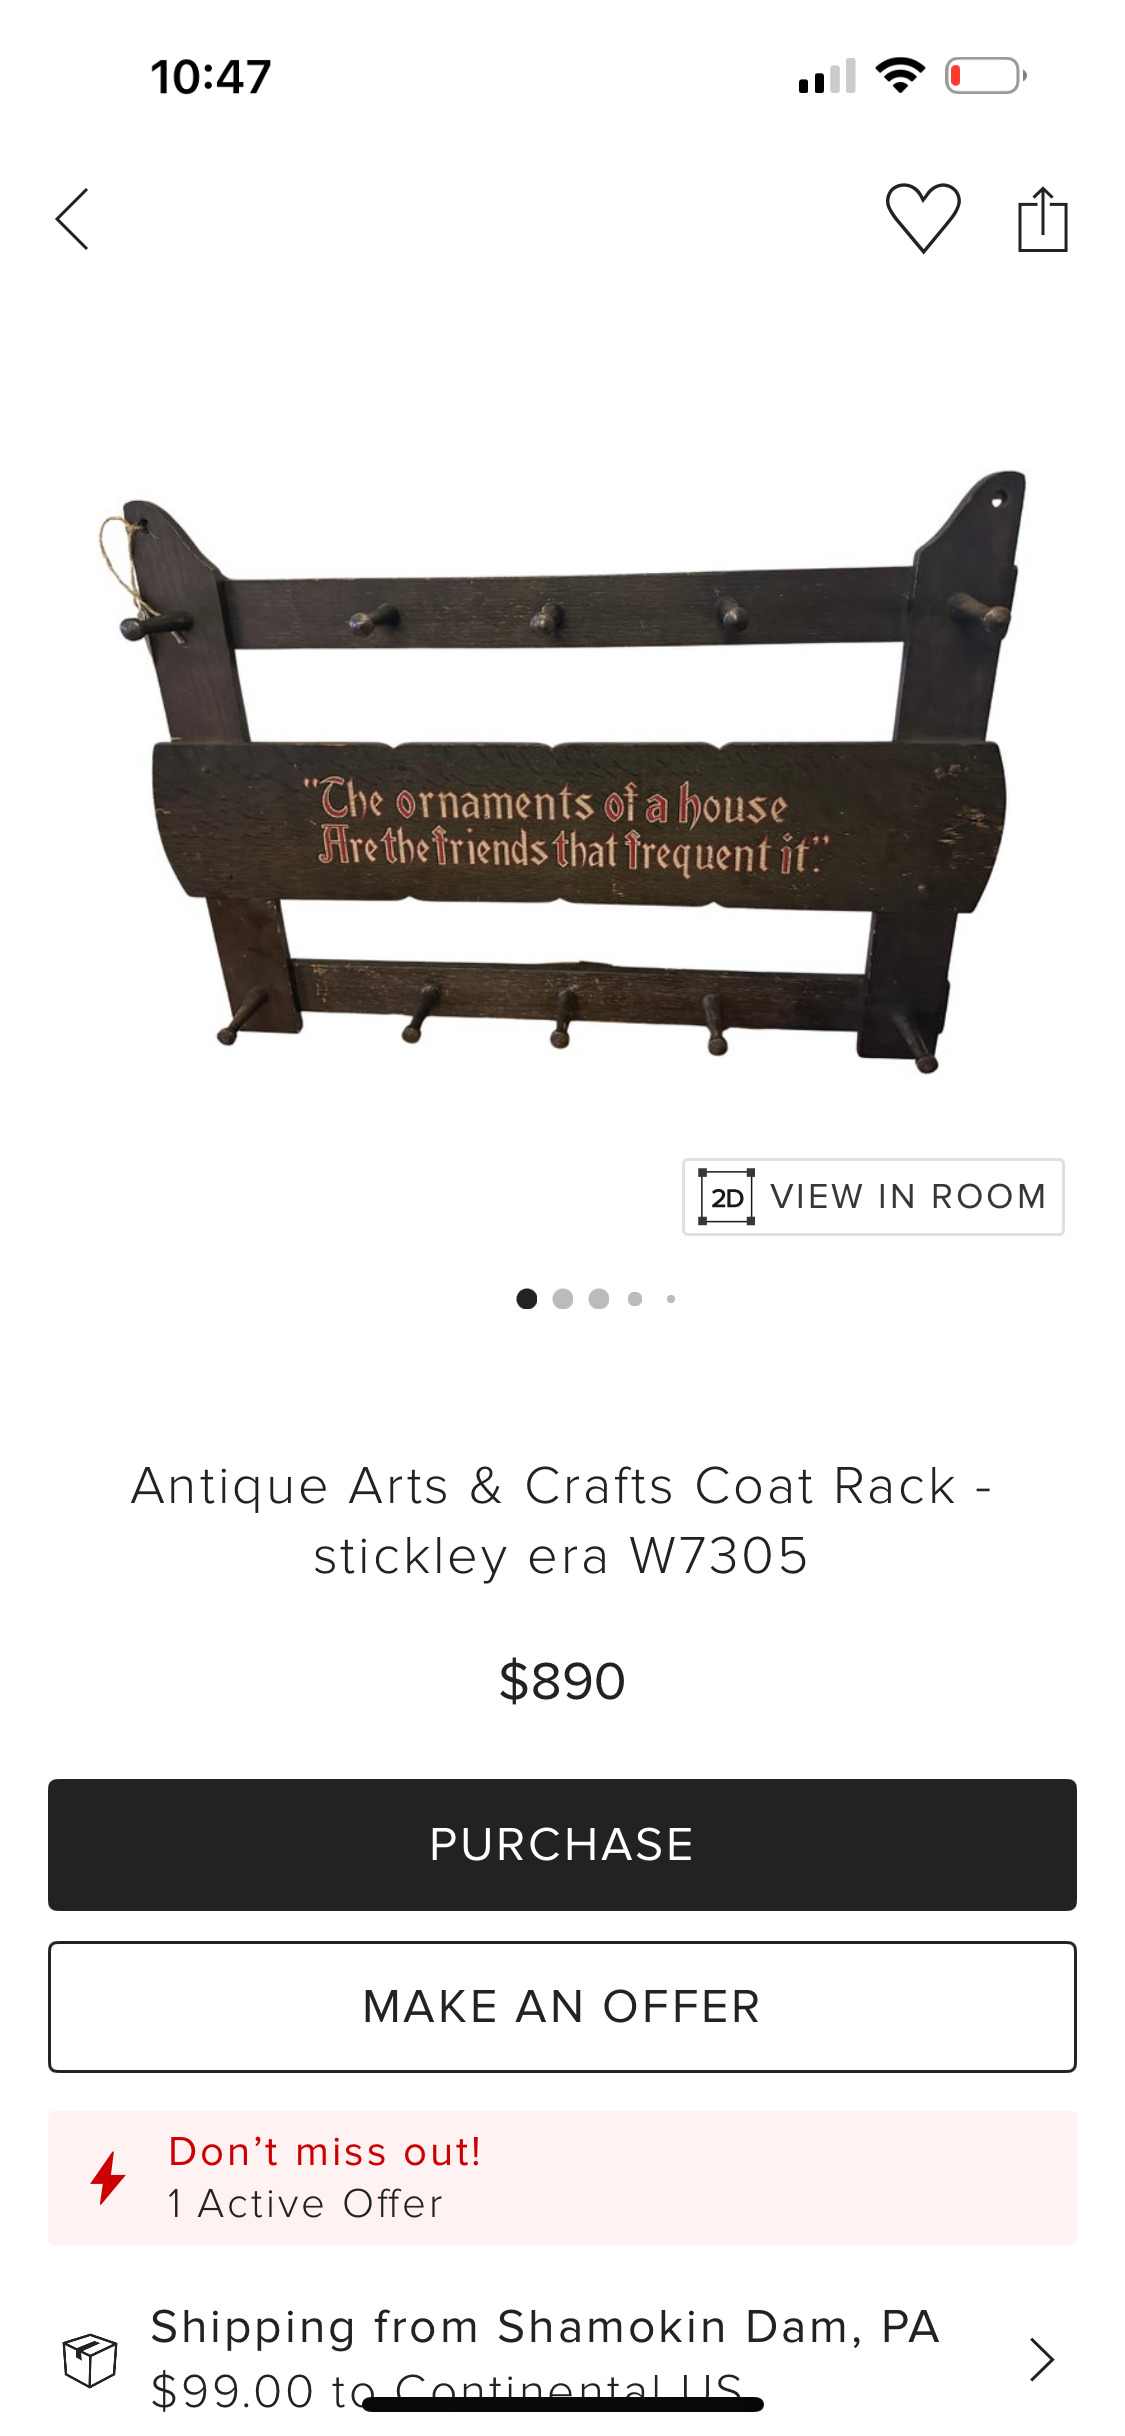 10:47
"The ornaments of a house
Are the friends that frequent it."
2D VIEW IN ROOM
Antique Arts & Crafts Coat Rack -
stickley era W7305
$890
PURCHASE
MAKE AN OFFER
Don't miss out!
1 Active Offer
Shipping from Shamokin Dam, PA
$99.00 to Continental US